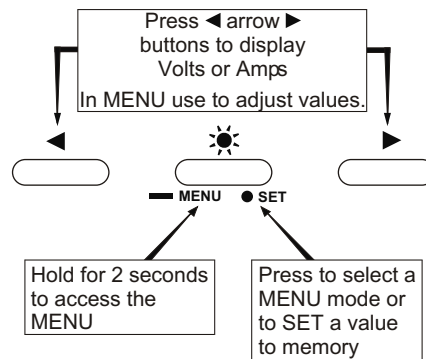 Press ◄ arrow ►
buttons to display
Volts or Amps
In MENU use to adjust values.
MENU
SET
Hold for 2 seconds
to access the
MENU
Press to select a
MENU mode or
to SET a value
to memory